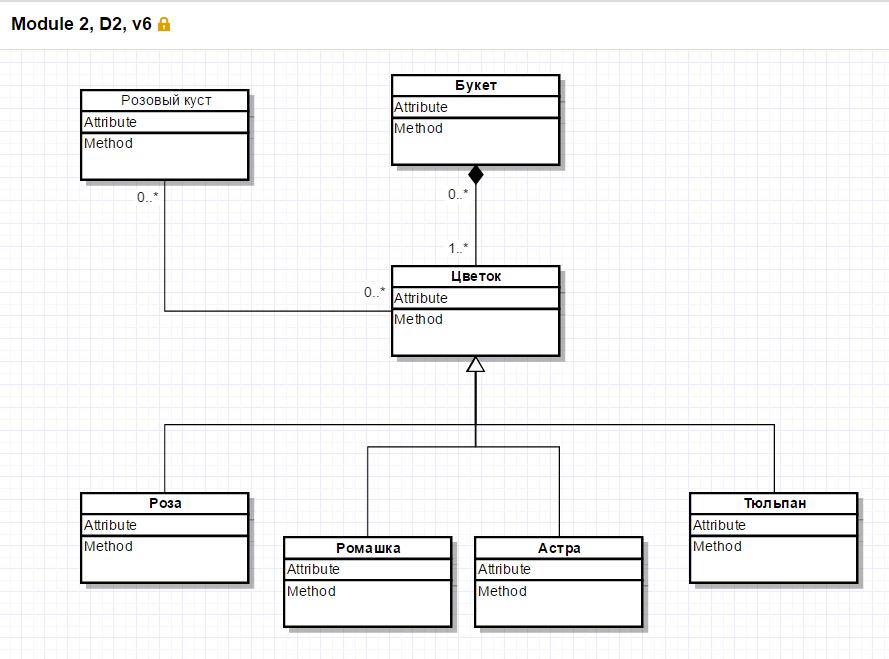 Module 2, D2, v6
Розовый куст
Attribute
Method
0..*
Букет
Attribute
Method
0..*
1..*
0..*
Цветок
Attribute
Method
Роза
Attribute
Method
Ромашка
Attribute
Method
Астра
Attribute
Method
Тюльпан
Attribute
Method